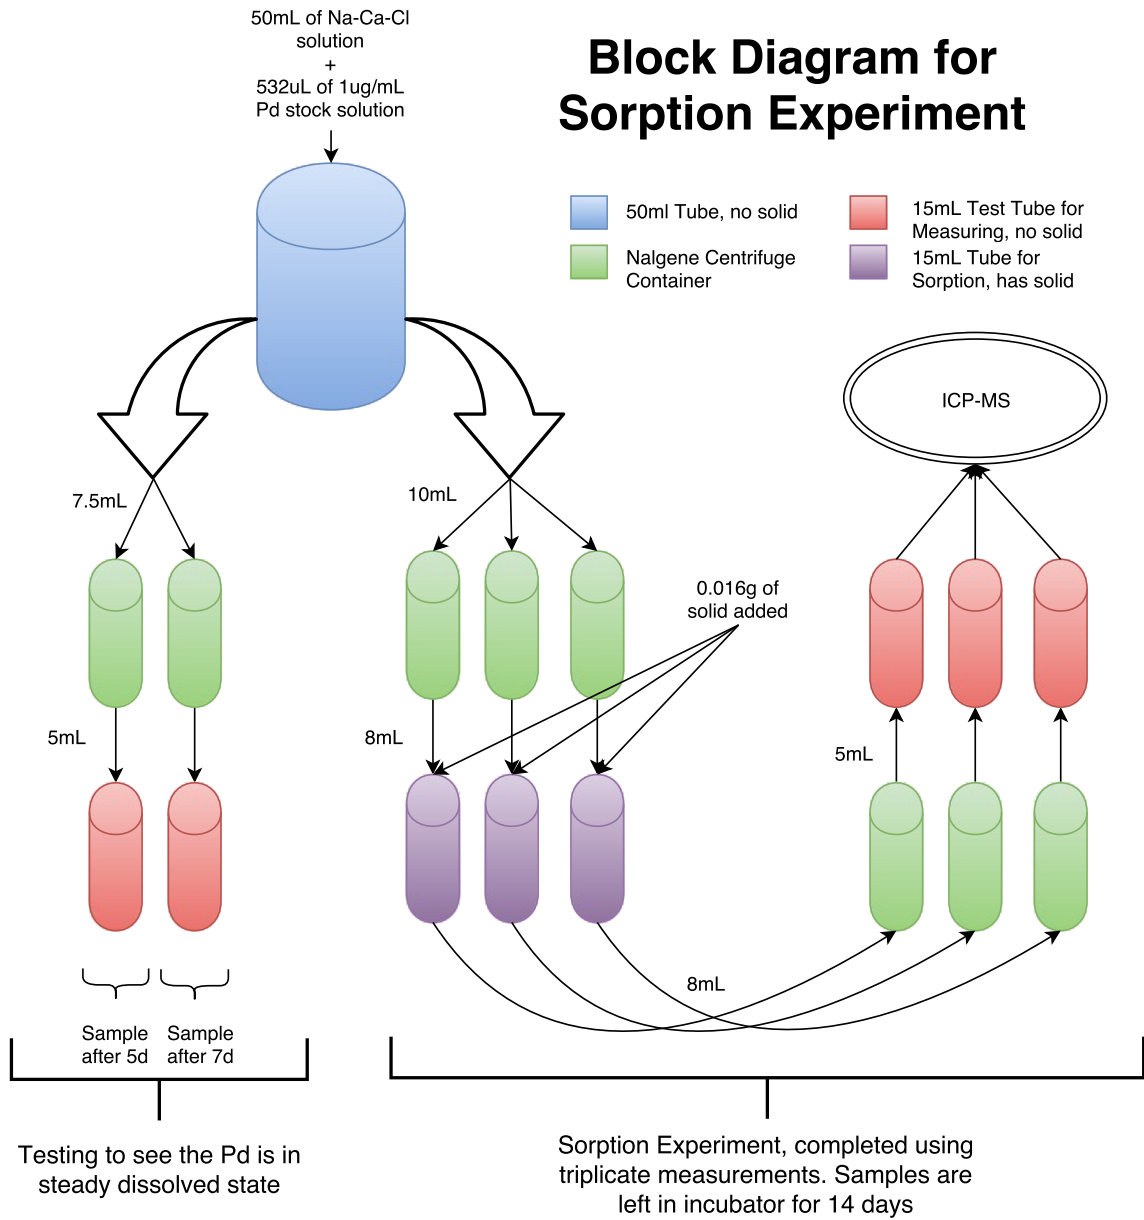 50mL of Na-Ca-Cl
solution
+
532uL of 1ug/mL
Pd stock solution
Block Diagram for
Sorption Experiment
50ml Tube, no solid
Nalgene Centrifuge
Container
15mL Test Tube for
Measuring, no solid
15mL Tube for
Sorption, has solid
ICP-MS
7.5mL
10mL
0.016g of
solid added
5mL
8mL
5mL
8mL
Sample
after 5d
Sample
after 7d
Testing to see the Pd is in
steady dissolved state
Sorption Experiment, completed using
triplicate measurements. Samples are
left in incubator for 14 days